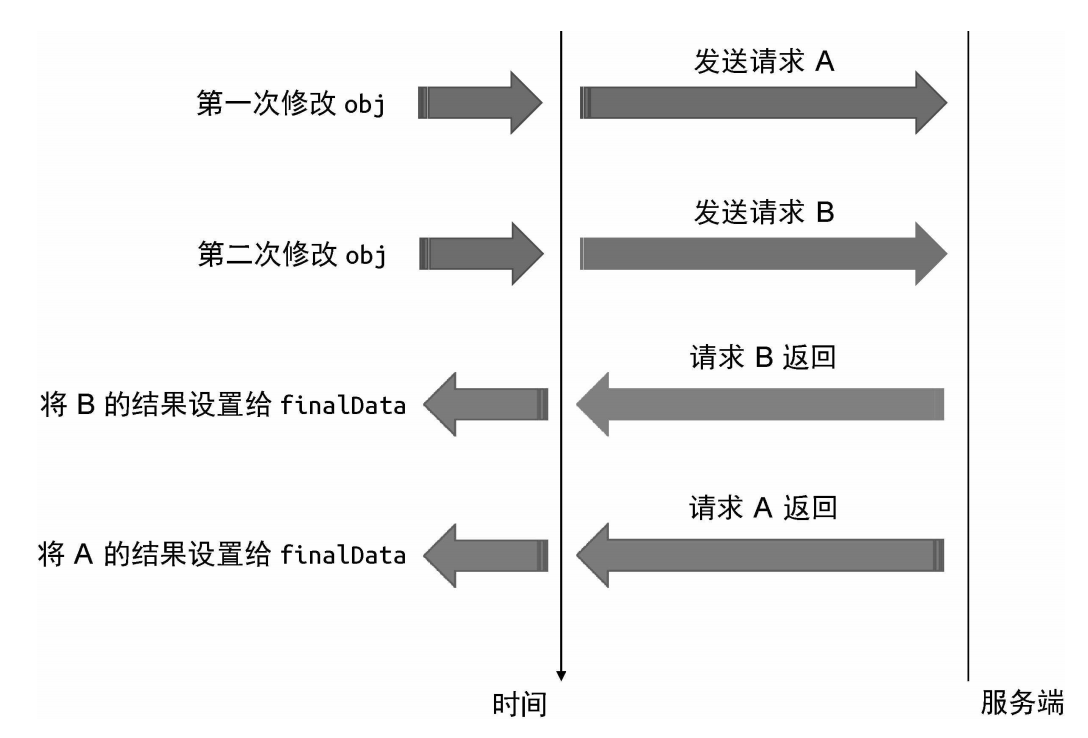 发送请求 A
第一次修改 obj
发送请求 B
第二次修改 obj
请求 B 返回
将 B 的结果设置给 finalData
请求 A 返回
将 A 的结果设置给 finalData
时间
服务端